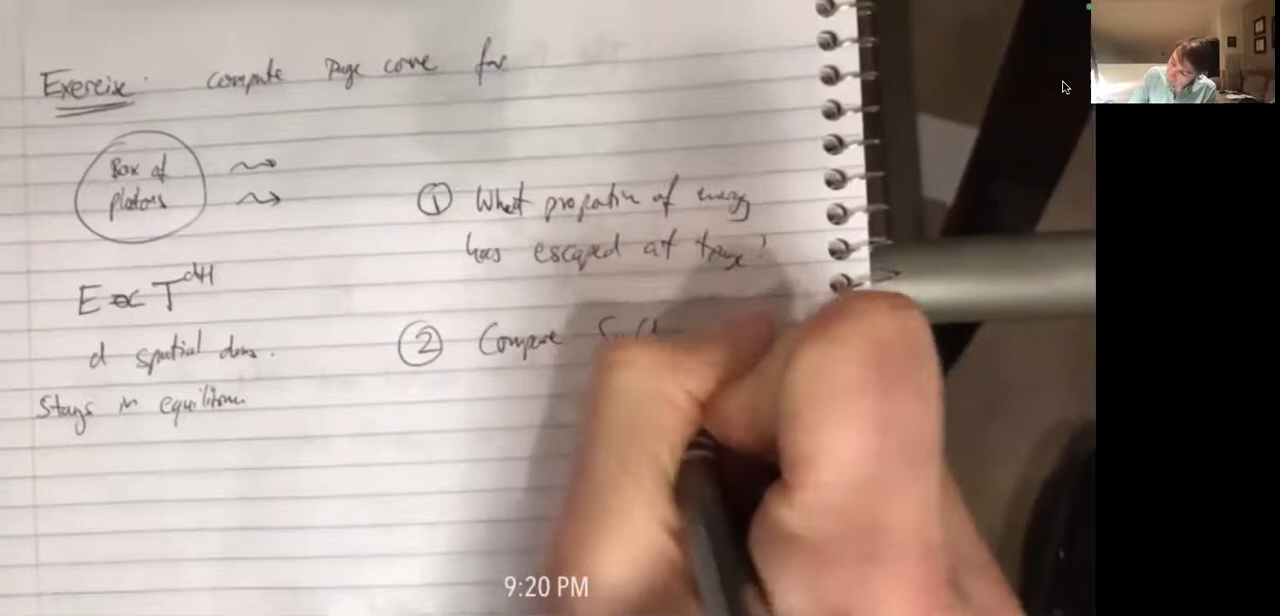 Exercise: compute Page curve for
Box of
photons
E ∝ T^{d+1}
d spatial dims.
Stays in equilibrium
① What proportion of energy
has escaped at t_Page?
② Compare
9:20 PM